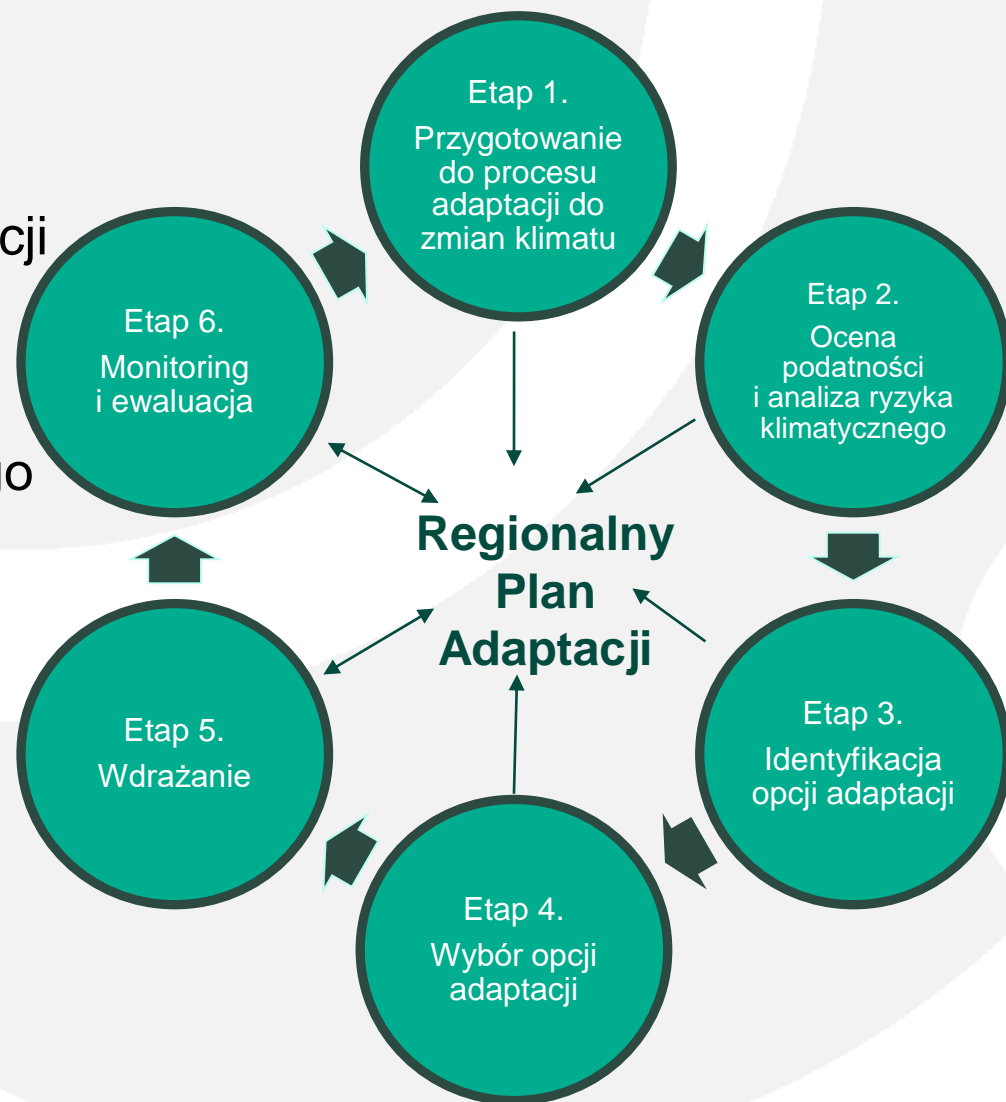 Etap 1.
Przygotowanie
do procesu
adaptacji do
zmian klimatu
Etap 2.
Ocena
podatności
i analiza ryzyka
klimatycznego
Etap 3.
Identyfikacja
opcji adaptacji
Etap 4.
Wybór opcji
adaptacji
Etap 5.
Wdrażanie
Etap 6.
Monitoring
i ewaluacja
Regionalny
Plan
Adaptacji